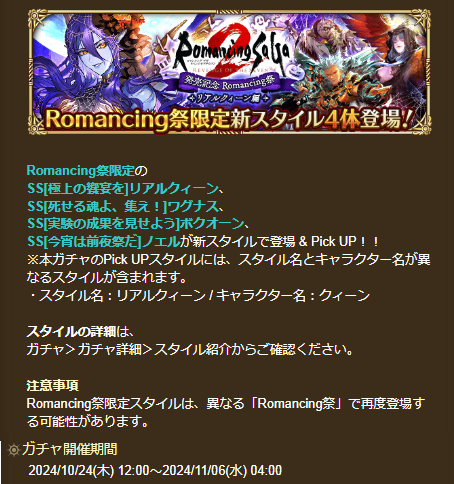 Romancing SaGa 2
REVENGE OF THE SEVEN
発売記念 Romancing祭
リアルクィーン編
Romancing祭限定新スタイル4体登場!
Romancing祭限定の
SS[極上の饗宴を]リアルクィーン、
SS[死せる魂よ、集え！]ワグナス、
SS[実験の成果を見せよう]ボクオーン、
SS[今宵は前夜祭だ]ノエルが新スタイルで登場 & Pick UP！！
※本ガチャのPick UPスタイルには、スタイル名とキャラクター名が異
なるスタイルが含まれます。
・スタイル名：リアルクィーン / キャラクター名：クィーン
スタイルの詳細は、
ガチャ＞ガチャ詳細＞スタイル紹介からご確認ください。
注意事項
Romancing祭限定スタイルは、異なる「Romancing祭」で再度登場す
る可能性があります。
ガチャ開催期間
2024/10/24(木) 12:00～2024/11/06(水) 04:00